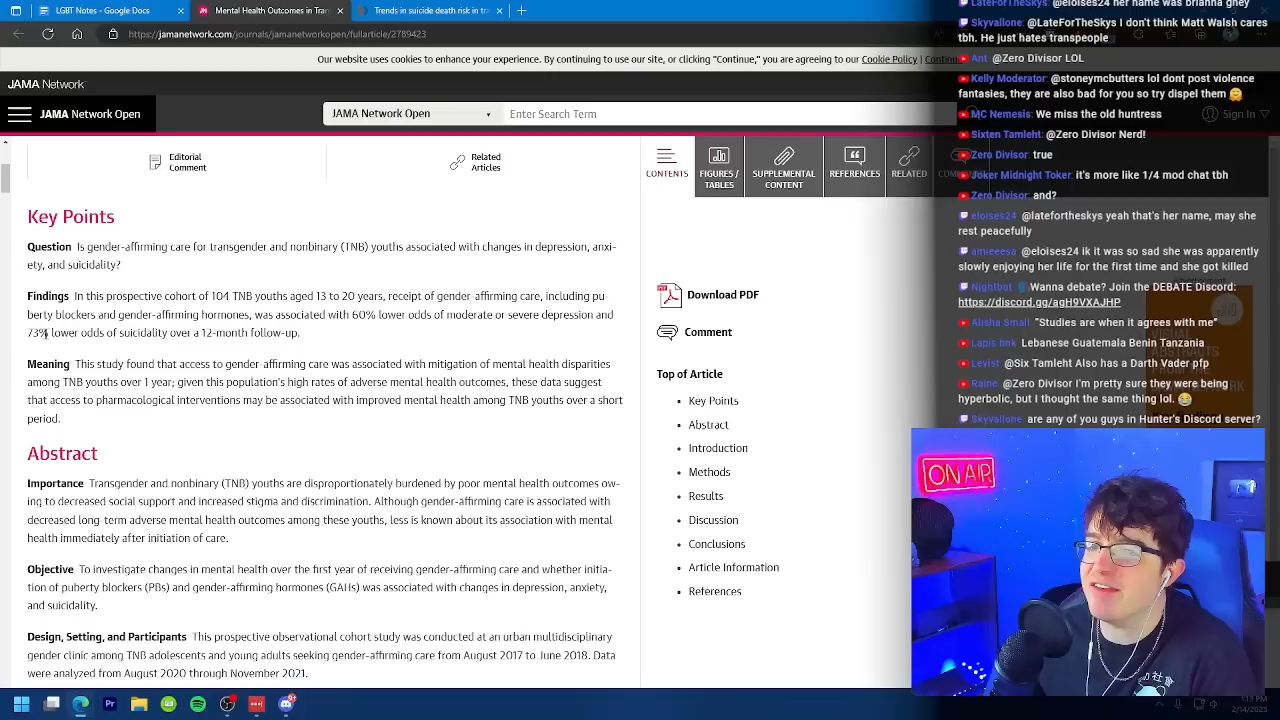 LGBT Notes - Google Docs
Mental Health Outcomes in Tran
Trends in suicide death risk in tra
https://jamanetwork.com/journals/jamanetworkopen/fullarticle/2789423
Our website uses cookies to enhance your experience. By continuing to use our site, or clicking "Continue," you are agreeing to our Cookie Policy | Continue
JAMA Network
JAMA Network Open
JAMA Network Open
Enter Search Term
Sign In
Editorial
Comment
Related
Articles
CONTENTS
FIGURES /
TABLES
SUPPLEMENTAL
CONTENT
REFERENCES
RELATED
Key Points
Question Is gender-affirming care for transgender and nonbinary (TNB) youths associated with changes in depression, anxi-
ety, and suicidality?
Findings In this prospective cohort of 104 TNB youths aged 13 to 20 years, receipt of gender-affirming care, including pu-
berty blockers and gender-affirming hormones, was associated with 60% lower odds of moderate or severe depression and
73% lower odds of suicidality over a 12-month follow-up.
Meaning This study found that access to gender-affirming care was associated with mitigation of mental health disparities
among TNB youths over 1 year; given this population's high rates of adverse mental health outcomes, these data suggest
that access to pharmacological interventions may be associated with improved mental health among TNB youths over a short
period.
Abstract
Importance Transgender and nonbinary (TNB) youths are disproportionately burdened by poor mental health outcomes ow-
ing to decreased social support and increased stigma and discrimination. Although gender-affirming care is associated with
decreased long-term adverse mental health outcomes among these youths, less is known about its association with mental
health immediately after initiation of care.
Objective To investigate changes in mental health over the first year of receiving gender-affirming care and whether initia-
tion of puberty blockers (PBs) and gender-affirming hormones (GAHs) was associated with changes in depression, anxiety,
and suicidality.
Design, Setting, and Participants This prospective observational cohort study was conducted at an urban multidisciplinary
gender clinic among TNB adolescents and young adults seeking gender-affirming care from August 2017 to June 2018. Data
were analyzed from August 2020 through November 2021.
Download PDF
Comment
Top of Article
Key Points
Abstract
Introduction
Methods
Results
Discussion
Conclusions
Article Information
References
LateForTheSkys: @eloises24 her name was brianna ghey
Skyvallone: @LateForTheSkys I don't think Matt Walsh cares
tbh. He just hates transpeople
Ant @Zero Divisor LOL
Kelly Moderator: @stoneymcbutters lol dont post violence
fantasies, they are also bad for you so try dispel them
MC Nemesis: We miss the old huntress
Sixten Tamleht: @Zero Divisor Nerd!
Zero Divisor: true
Joker Midnight Toker: it's more like 1/4 mod chat tbh
Zero Divisor: and?
eloises24 @latefortheskys yeah that's her name, may she
rest peacefully
amieeesa @eloises24 ik it was so sad she was apparently
slowly enjoying her life for the first time and she got killed
Nightbot: Wanna debate? Join the DEBATE Discord:
https://discord.gg/agH9VXAJHP
Alisha Small: "Studies are when it agrees with me"
Lapis hnk Lebanese Guatemala Benin Tanzania
Levist @Six Tamleht Also has a Darth Vader pfp
Raine: @Zero Divisor I'm pretty sure they were being
hyperbolic, but I thought the same thing lol.
Skyvallone: are any of you guys in Hunter's Discord server?
VISUAL
ABSTRACTS
FROM THE
ON AIR
1:13 PM
2/14/2023